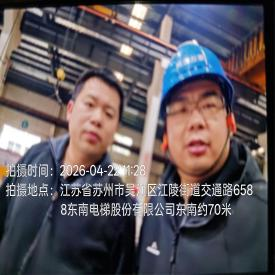 拍摄时间：2026-04-22 11:28
拍摄地点：江苏省苏州市吴江区江陵街道交通路658
8东南电梯股份有限公司东南约70米